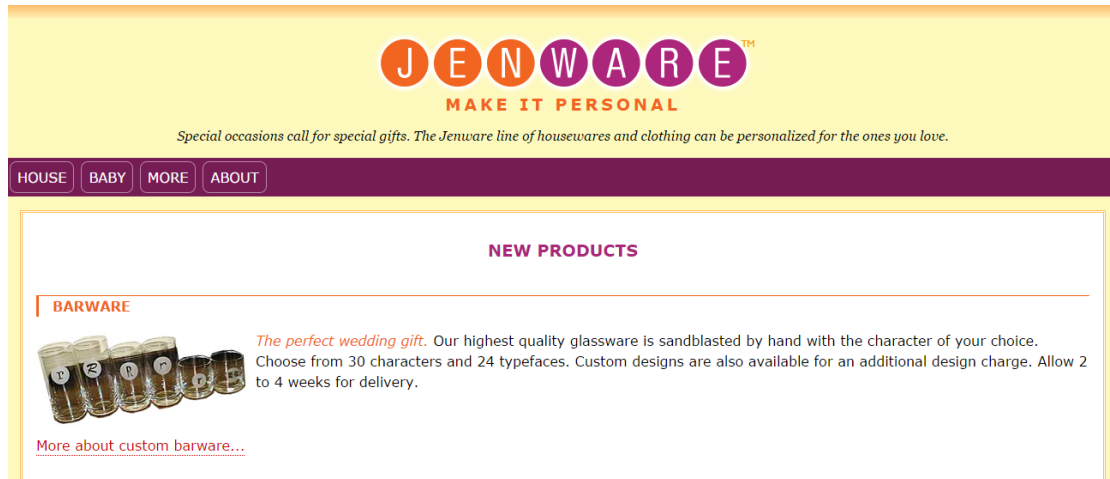 JENWARE™
MAKE IT PERSONAL
Special occasions call for special gifts. The Jenware line of housewares and clothing can be personalized for the ones you love.
HOUSE BABY MORE ABOUT
NEW PRODUCTS
BARWARE
The perfect wedding gift. Our highest quality glassware is sandblasted by hand with the character of your choice.
Choose from 30 characters and 24 typefaces. Custom designs are also available for an additional design charge. Allow 2
to 4 weeks for delivery.
r R r r r
More about custom barware...